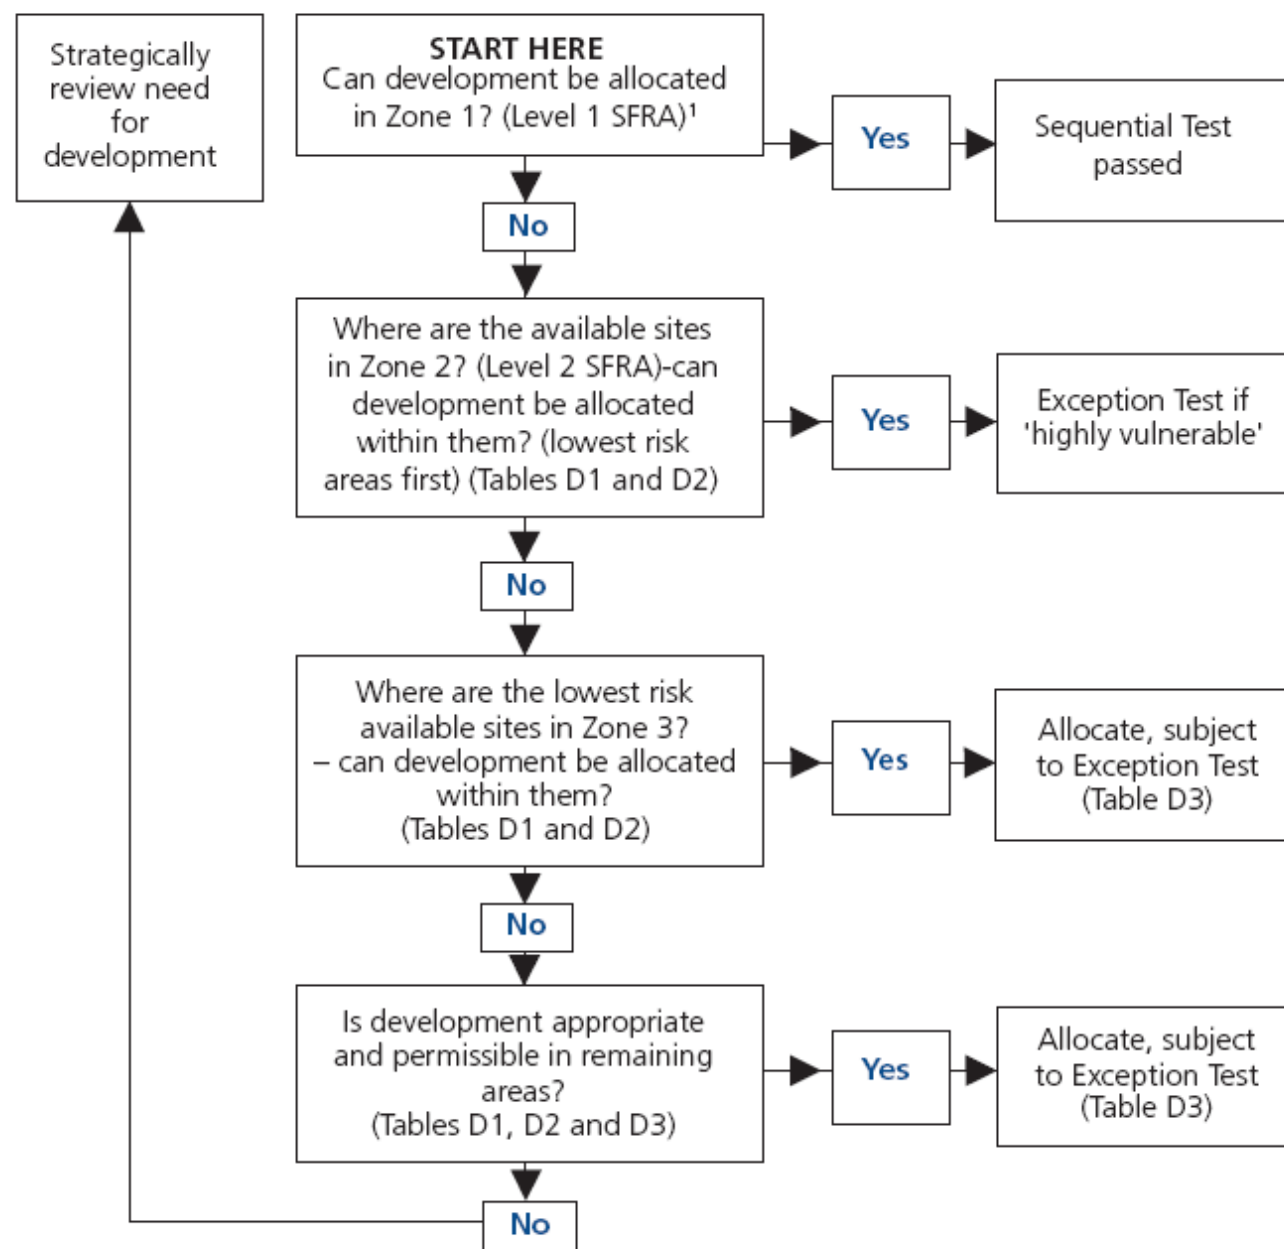 Strategically
review need
for
development
START HERE
Can development be allocated
in Zone 1? (Level 1 SFRA)¹
Yes
Sequential Test
passed
No
Where are the available sites
in Zone 2? (Level 2 SFRA)-can
development be allocated
within them? (lowest risk
areas first) (Tables D1 and D2)
Yes
Exception Test if
'highly vulnerable'
No
Where are the lowest risk
available sites in Zone 3?
– can development be allocated
within them?
(Tables D1 and D2)
Yes
Allocate, subject
to Exception Test
(Table D3)
No
Is development appropriate
and permissible in remaining
areas?
(Tables D1, D2 and D3)
Yes
Allocate, subject
to Exception Test
(Table D3)
No